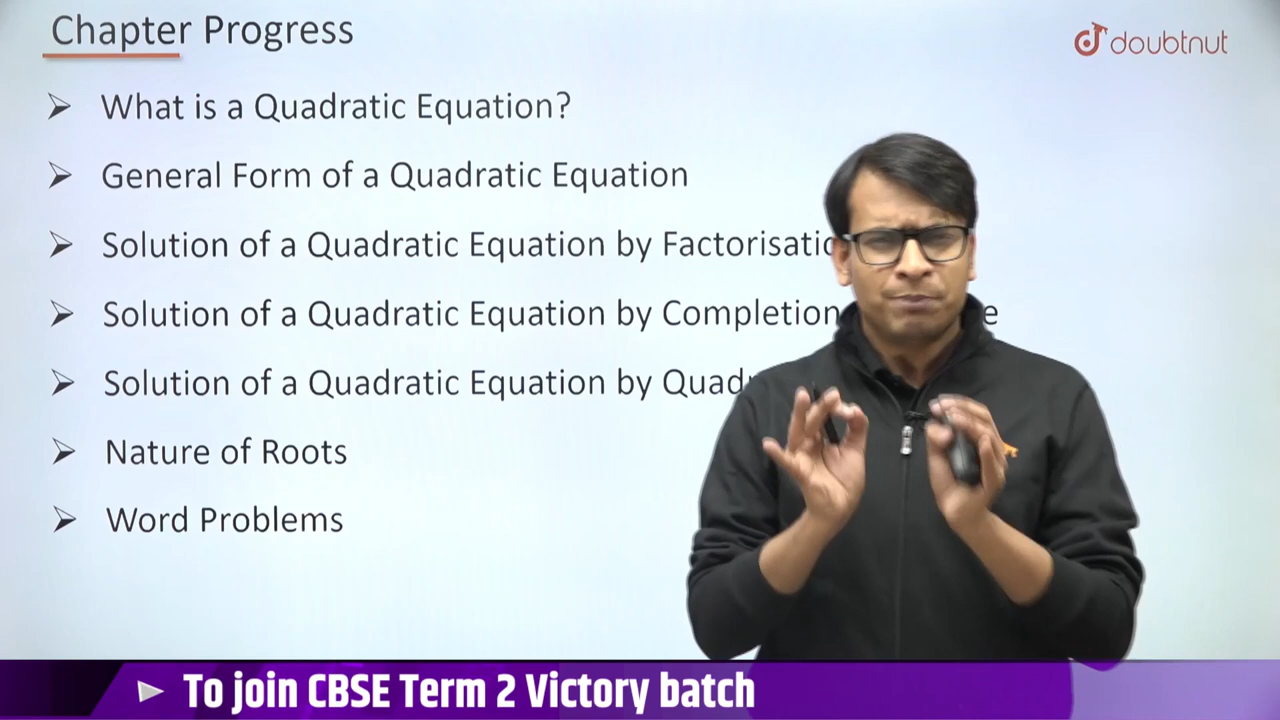 Chapter Progress
doubtnut
➢ What is a Quadratic Equation?
➢ General Form of a Quadratic Equation
➢ Solution of a Quadratic Equation by
➢ Solution of a Quadratic Equation by Completion
➢ Solution of a Quadratic Equation by
➢ Nature of Roots
➢ Word Problems
To join CBSE Term 2 Victory batch